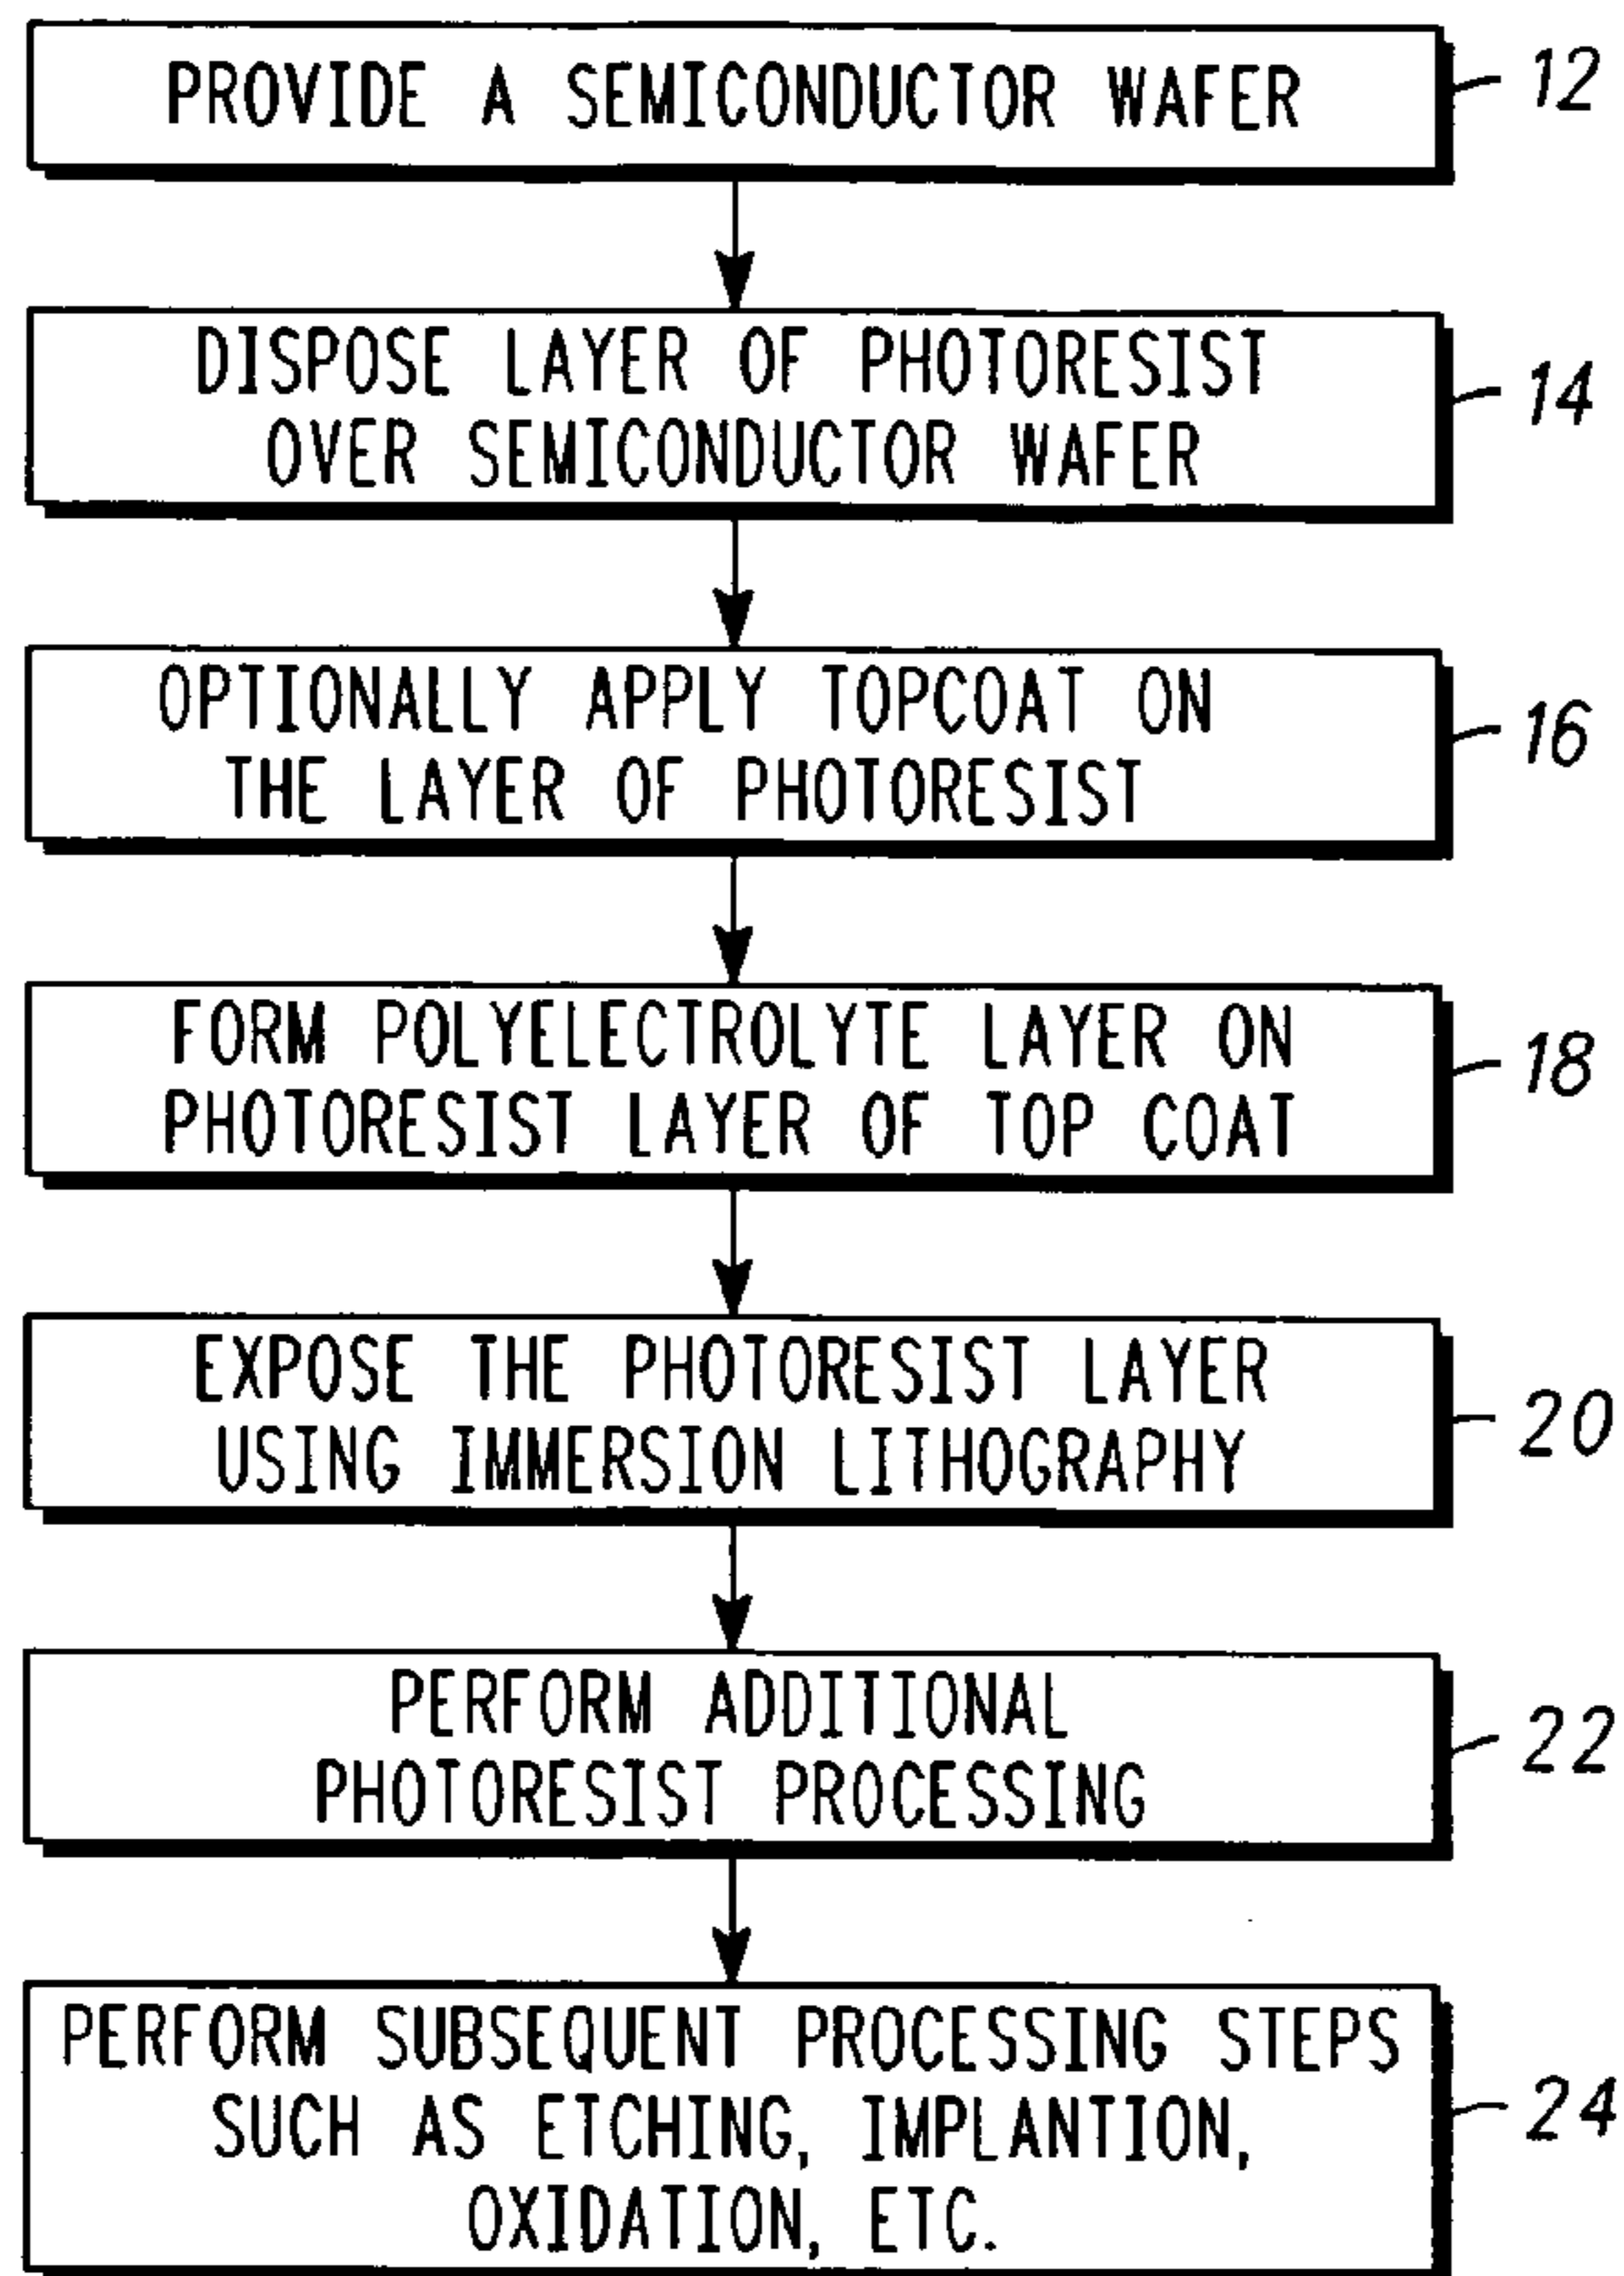 PROVIDE A SEMICONDUCTOR WAFER
12
DISPOSE LAYER OF PHOTORESIST
OVER SEMICONDUCTOR WAFER
14
OPTIONALLY APPLY TOPCOAT ON
THE LAYER OF PHOTORESIST
16
FORM POLYELECTROLYTE LAYER ON
PHOTORESIST LAYER OF TOP COAT
18
EXPOSE THE PHOTORESIST LAYER
USING IMMERSION LITHOGRAPHY
20
PERFORM ADDITIONAL
PHOTORESIST PROCESSING
22
PERFORM SUBSEQUENT PROCESSING STEPS
SUCH AS ETCHING, IMPLANTION,
OXIDATION, ETC.
24